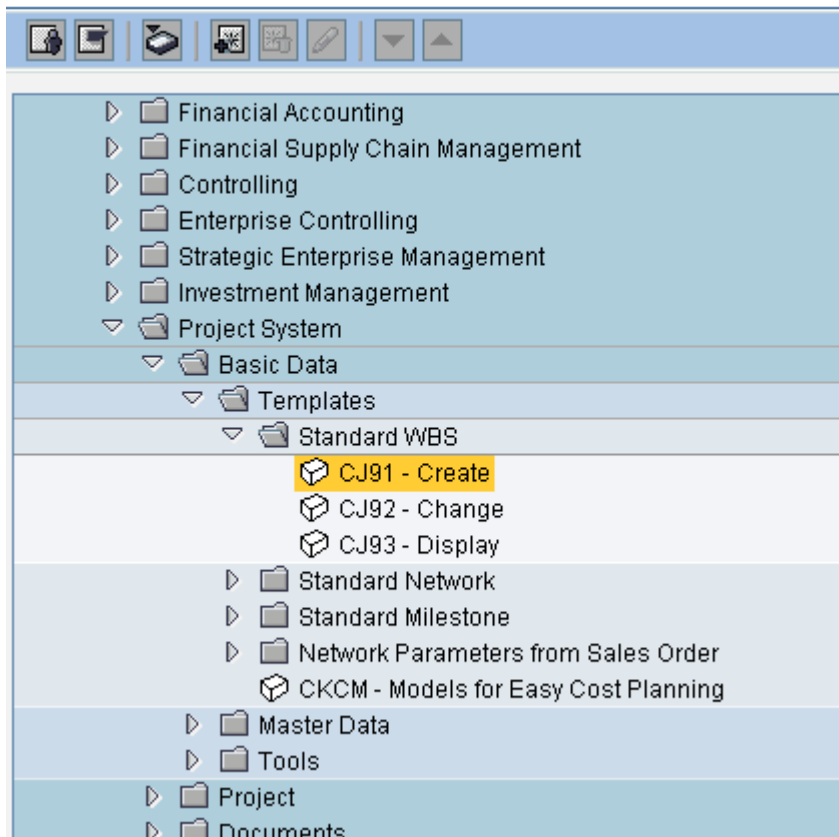 Financial Accounting
Financial Supply Chain Management
Controlling
Enterprise Controlling
Strategic Enterprise Management
Investment Management
Project System
Basic Data
Templates
Standard WBS
CJ91 - Create
CJ92 - Change
CJ93 - Display
Standard Network
Standard Milestone
Network Parameters from Sales Order
CKCM - Models for Easy Cost Planning
Master Data
Tools
Project
Documents